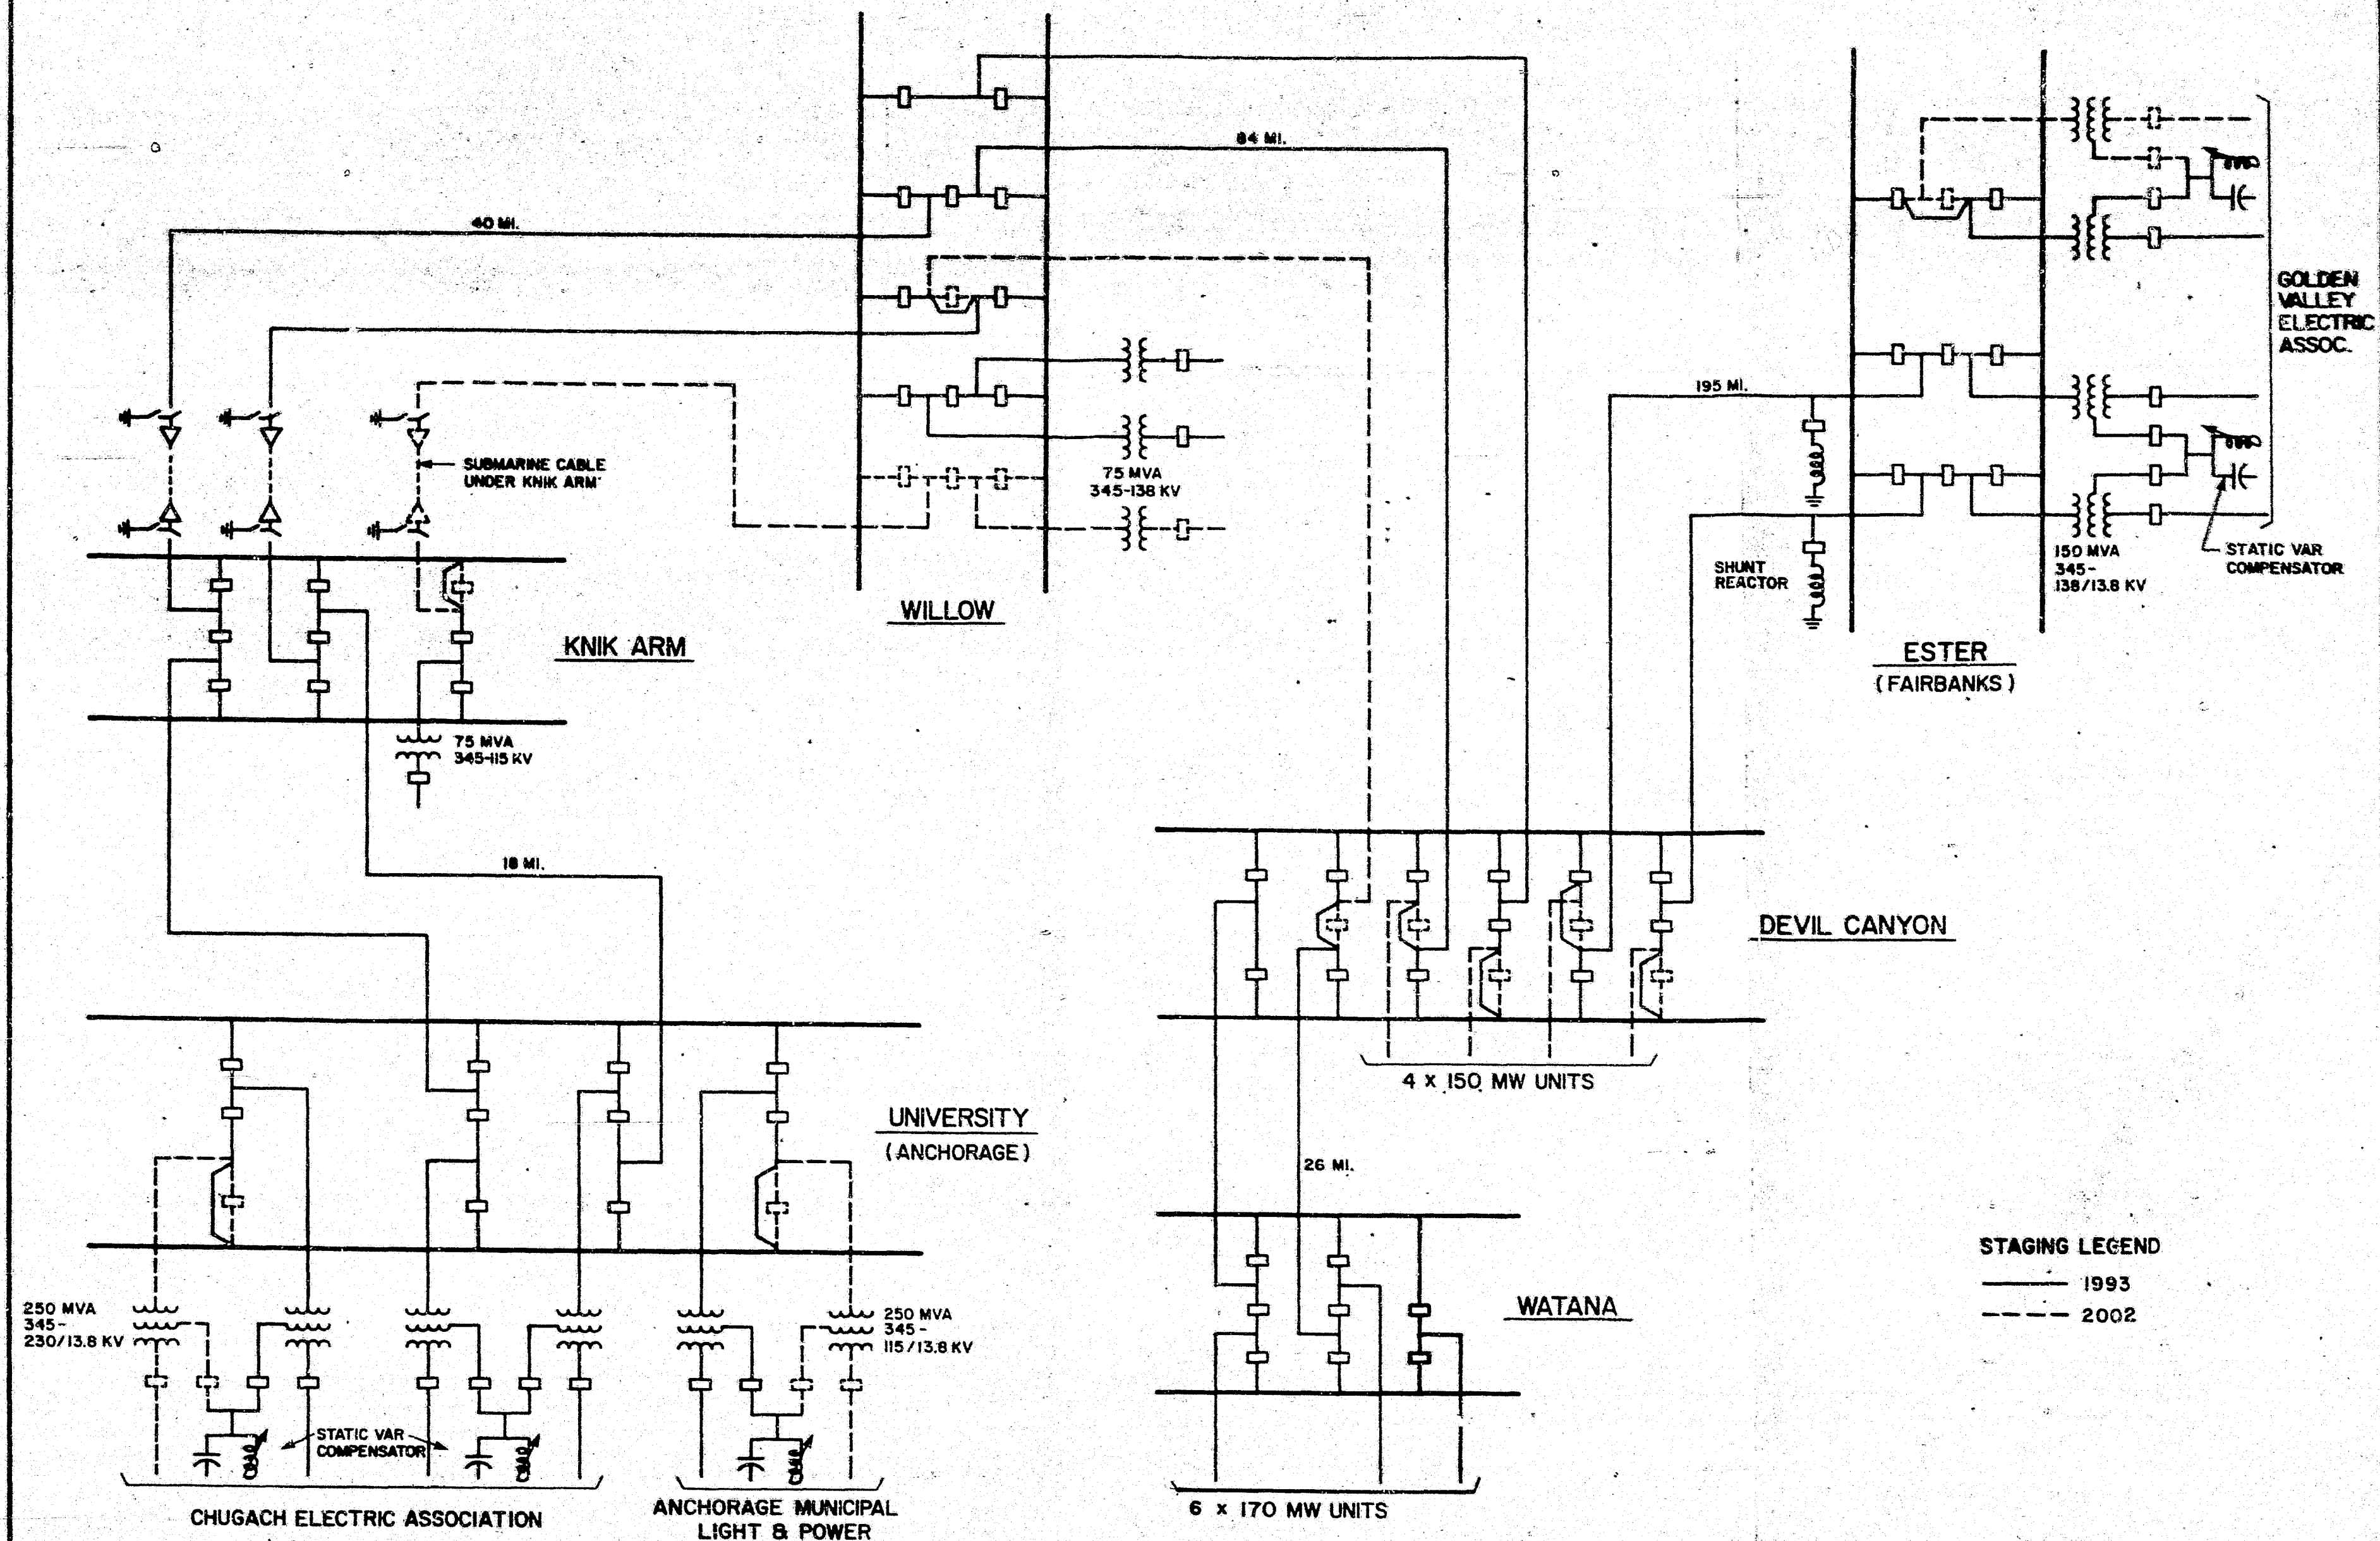 84 MI.
40 MI.
GOLDEN
VALLEY
ELECTRIC
ASSOC.
195 MI.
SUBMARINE CABLE
UNDER KNIK ARM
75 MVA
345-138 KV
SHUNT
REACTOR
150 MVA
345-
138/13.8 KV
STATIC VAR
COMPENSATOR
WILLOW
KNIK ARM
ESTER
(FAIRBANKS)
75 MVA
345-115 KV
18 MI.
DEVIL CANYON
4 x 150 MW UNITS
UNIVERSITY
(ANCHORAGE)
26 MI.
STAGING LEGEND
1993
2002
WATANA
250 MVA
345-
230/13.8 KV
250 MVA
345-
115/13.8 KV
STATIC VAR
COMPENSATOR
CHUGACH ELECTRIC ASSOCIATION
ANCHORAGE MUNICIPAL
LIGHT & POWER
6 x 170 MW UNITS